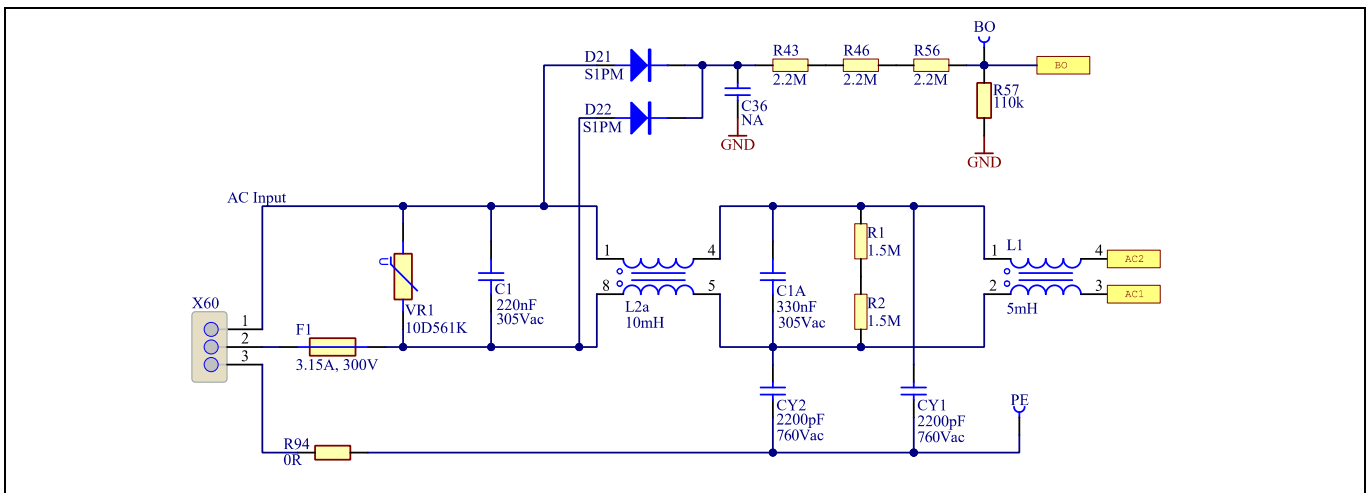 BO
D21
S1PM
R43
2.2M
R46
2.2M
R56
2.2M
BO
D22
S1PM
C36
NA
GND
R57
110k
GND
AC Input
1
4
L1
1
4
AC2
R1
1.5M
U
VR1
10D561K
C1
220nF
305Vac
8
5
L2a
10mH
C1A
330nF
305Vac
R2
1.5M
2
3
AC1
5mH
X60
1
2
3
F1
3.15A, 300V
CY2
2200pF
760Vac
CY1
2200pF
760Vac
PE
R94
0R